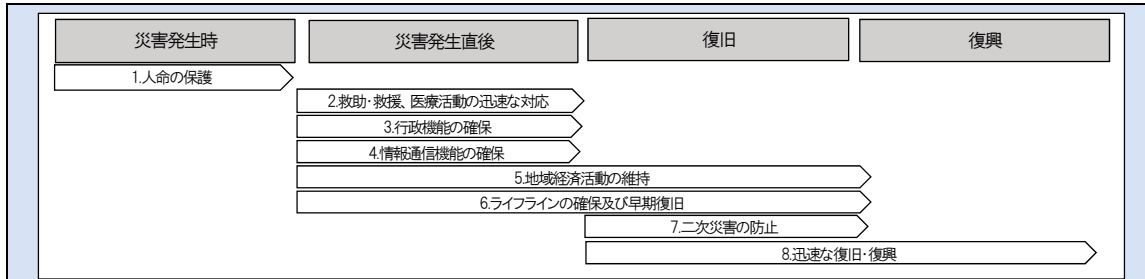 災害発生時
災害発生直後
復旧
復興
1.人命の保護
2.救助・救援、医療活動の迅速な対応
3.行政機能の確保
4.情報通信機能の確保
5.地域経済活動の維持
6.ライフラインの確保及び早期復旧
7.二次災害の防止
8.迅速な復旧・復興